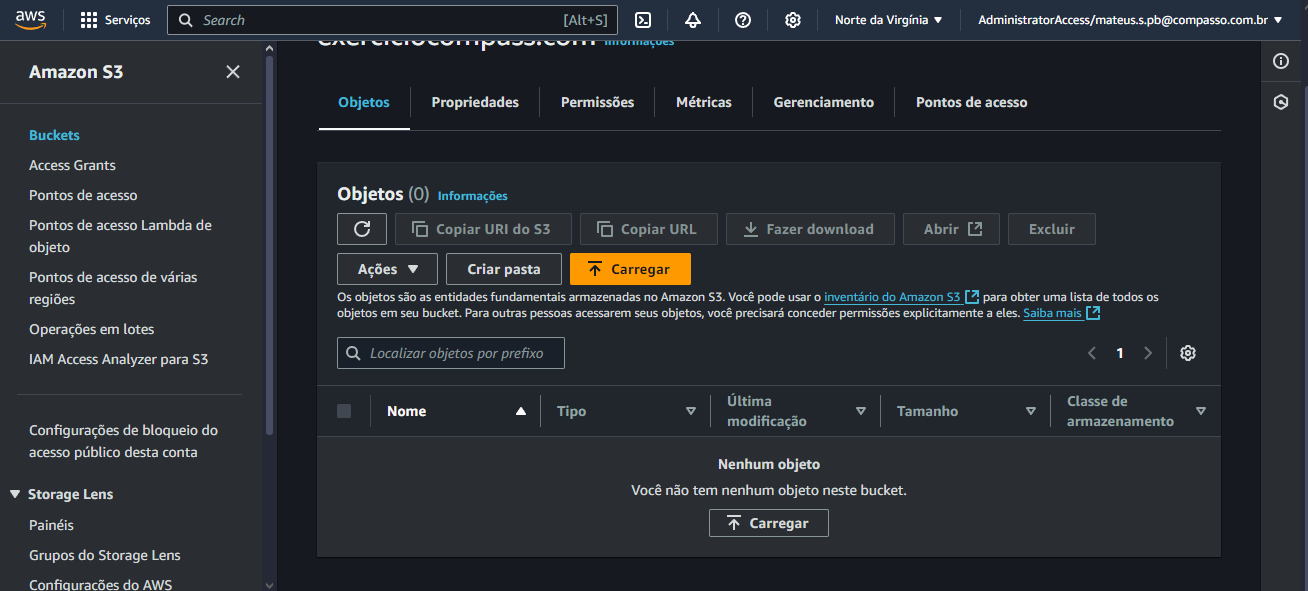 aws
Serviços
Search
[Alt+S]
Norte da Virgínia
AdministratorAccess/mateus.s.pb@compasso.com.br
Amazon S3
Buckets
Access Grants
Pontos de acesso
Pontos de acesso Lambda de
objeto
Pontos de acesso de várias
regiões
Operações em lotes
IAM Access Analyzer para S3
Configurações de bloqueio do
acesso público desta conta
Storage Lens
Painéis
Grupos do Storage Lens
Configurações do AWS
exerciciocompass.com
Informações
Objetos
Propriedades
Permissões
Métricas
Gerenciamento
Pontos de acesso
Objetos (0)
Informações
Copiar URI do S3
Copiar URL
Fazer download
Abrir
Excluir
Ações
Criar pasta
Carregar
Os objetos são as entidades fundamentais armazenadas no Amazon S3. Você pode usar o inventário do Amazon S3 para obter uma lista de todos os
objetos em seu bucket. Para outras pessoas acessarem seus objetos, você precisará conceder permissões explicitamente a eles. Saiba mais
Localizar objetos por prefixo
1
Nome
Tipo
Última
modificação
Tamanho
Classe de
armazenamento
Nenhum objeto
Você não tem nenhum objeto neste bucket.
Carregar